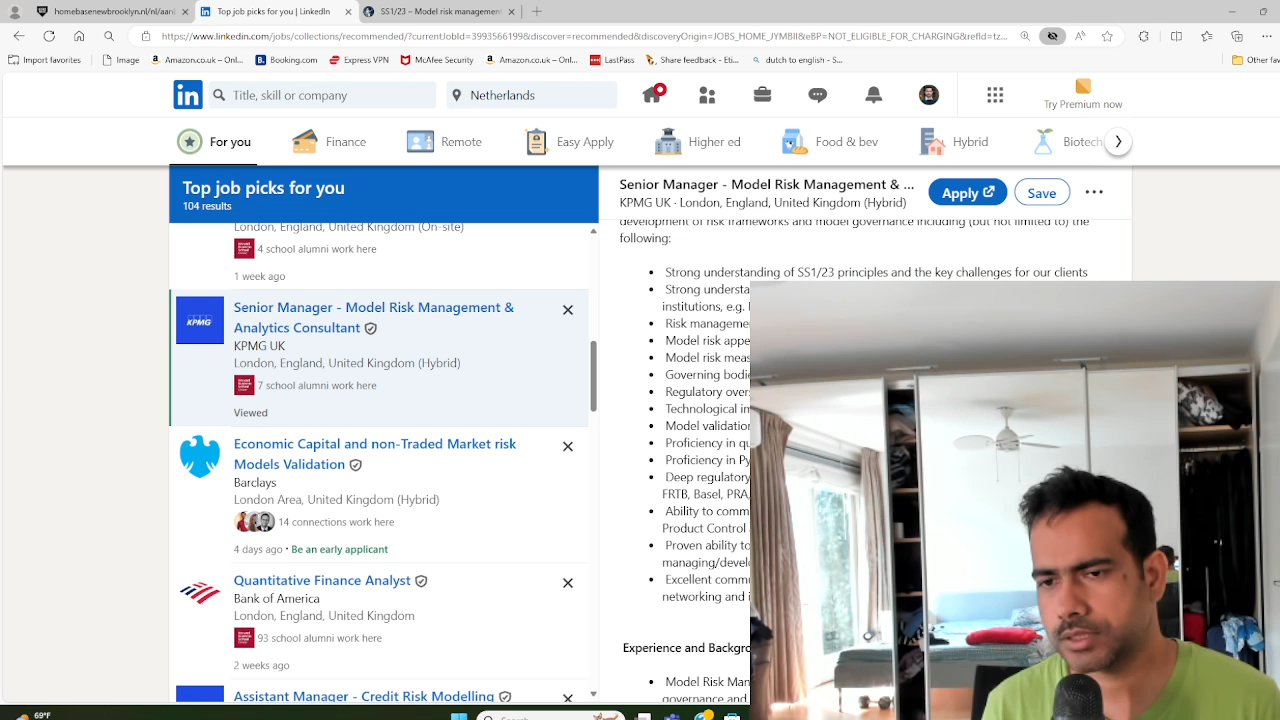 homebasenewbrooklyn.nl/nl/aanl
Top job picks for you | LinkedIn
SS1/23 – Model risk management
https://www.linkedin.com/jobs/collections/recommended/?currentJobId=3993566199&discover=recommended&discoveryOrigin=JOBS_HOME_JYMBII&eBP=NOT_ELIGIBLE_FOR_CHARGING&refId=tz...
Import favorites
Image
Amazon.co.uk – Onl...
Booking.com
Express VPN
McAfee Security
Amazon.co.uk – Onl...
LastPass
Share feedback - Eti...
dutch to english - S...
Other fav
in
Title, skill or company
Netherlands
Try Premium now
For you
Finance
Remote
Easy Apply
Higher ed
Food & bev
Hybrid
Biotech
Top job picks for you
104 results
London, England, United Kingdom (On-site)
4 school alumni work here
1 week ago
Senior Manager - Model Risk Management &
Analytics Consultant
KPMG
KPMG UK
London, England, United Kingdom (Hybrid)
7 school alumni work here
Viewed
Economic Capital and non-Traded Market risk
Models Validation
Barclays
London Area, United Kingdom (Hybrid)
14 connections work here
4 days ago · Be an early applicant
Quantitative Finance Analyst
Bank of America
London, England, United Kingdom
93 school alumni work here
2 weeks ago
Assistant Manager - Credit Risk Modelling
Senior Manager - Model Risk Management & ...
KPMG UK · London, England, United Kingdom (Hybrid)
Apply
Save
development of risk frameworks and model governance including (but not limited to) the
following:
• Strong understanding of SS1/23 principles and the key challenges for our clients
• Strong understa
institutions, e.g.
• Risk manageme
• Model risk appe
• Model risk meas
• Governing bodi
• Regulatory over
• Technological in
• Model validation
• Proficiency in qu
• Proficiency in Py
• Deep regulatory
FRTB, Basel, PRA,
• Ability to comm
Product Control
• Proven ability to
managing/devel
• Excellent commu
networking and i
Experience and Backgro
• Model Risk Man
governance and
69°F
Search